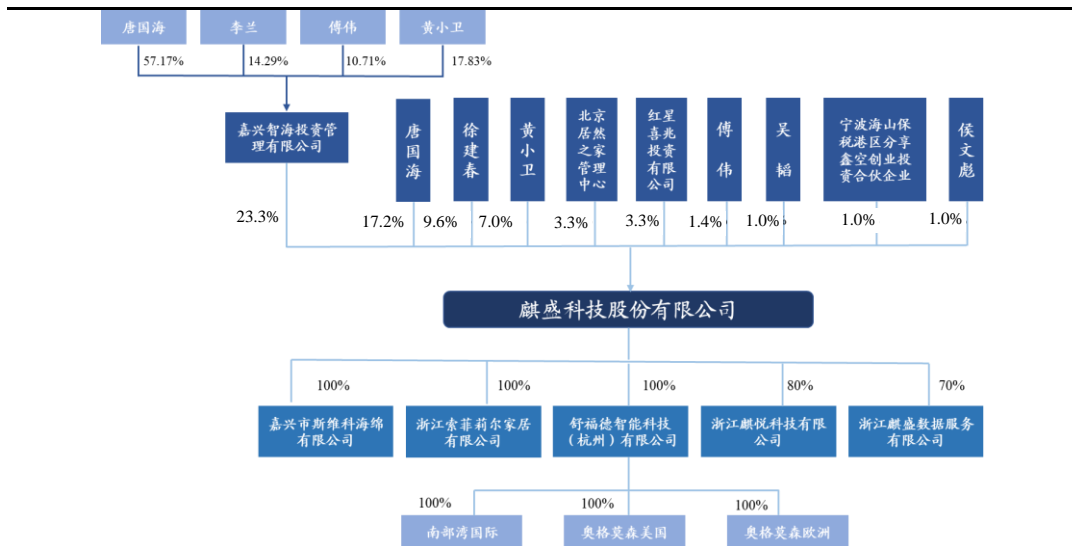 唐国海
李兰
傅伟
黄小卫
57.17%
14.29%
10.71%
17.83%
嘉兴智海投资管
理有限公司
唐国海
徐建春
黄小卫
北京
居然
之家
管理
中心
红星
喜兆
投资
有限
公司
傅伟
吴韬
宁波海山保
税港区分享
鑫空创业投
资合伙企业
侯文彪
23.3%
17.2%
9.6%
7.0%
3.3%
3.3%
1.4%
1.0%
1.0%
1.0%
麒盛科技股份有限公司
100%
100%
100%
80%
70%
嘉兴市斯维科海绵
有限公司
浙江索菲莉尔家居
有限公司
舒福德智能科技
（杭州）有限公司
浙江麒悦科技有限
公司
浙江麒盛数据服务
有限公司
100%
100%
100%
南部湾国际
奥格莫森美国
奥格莫森欧洲